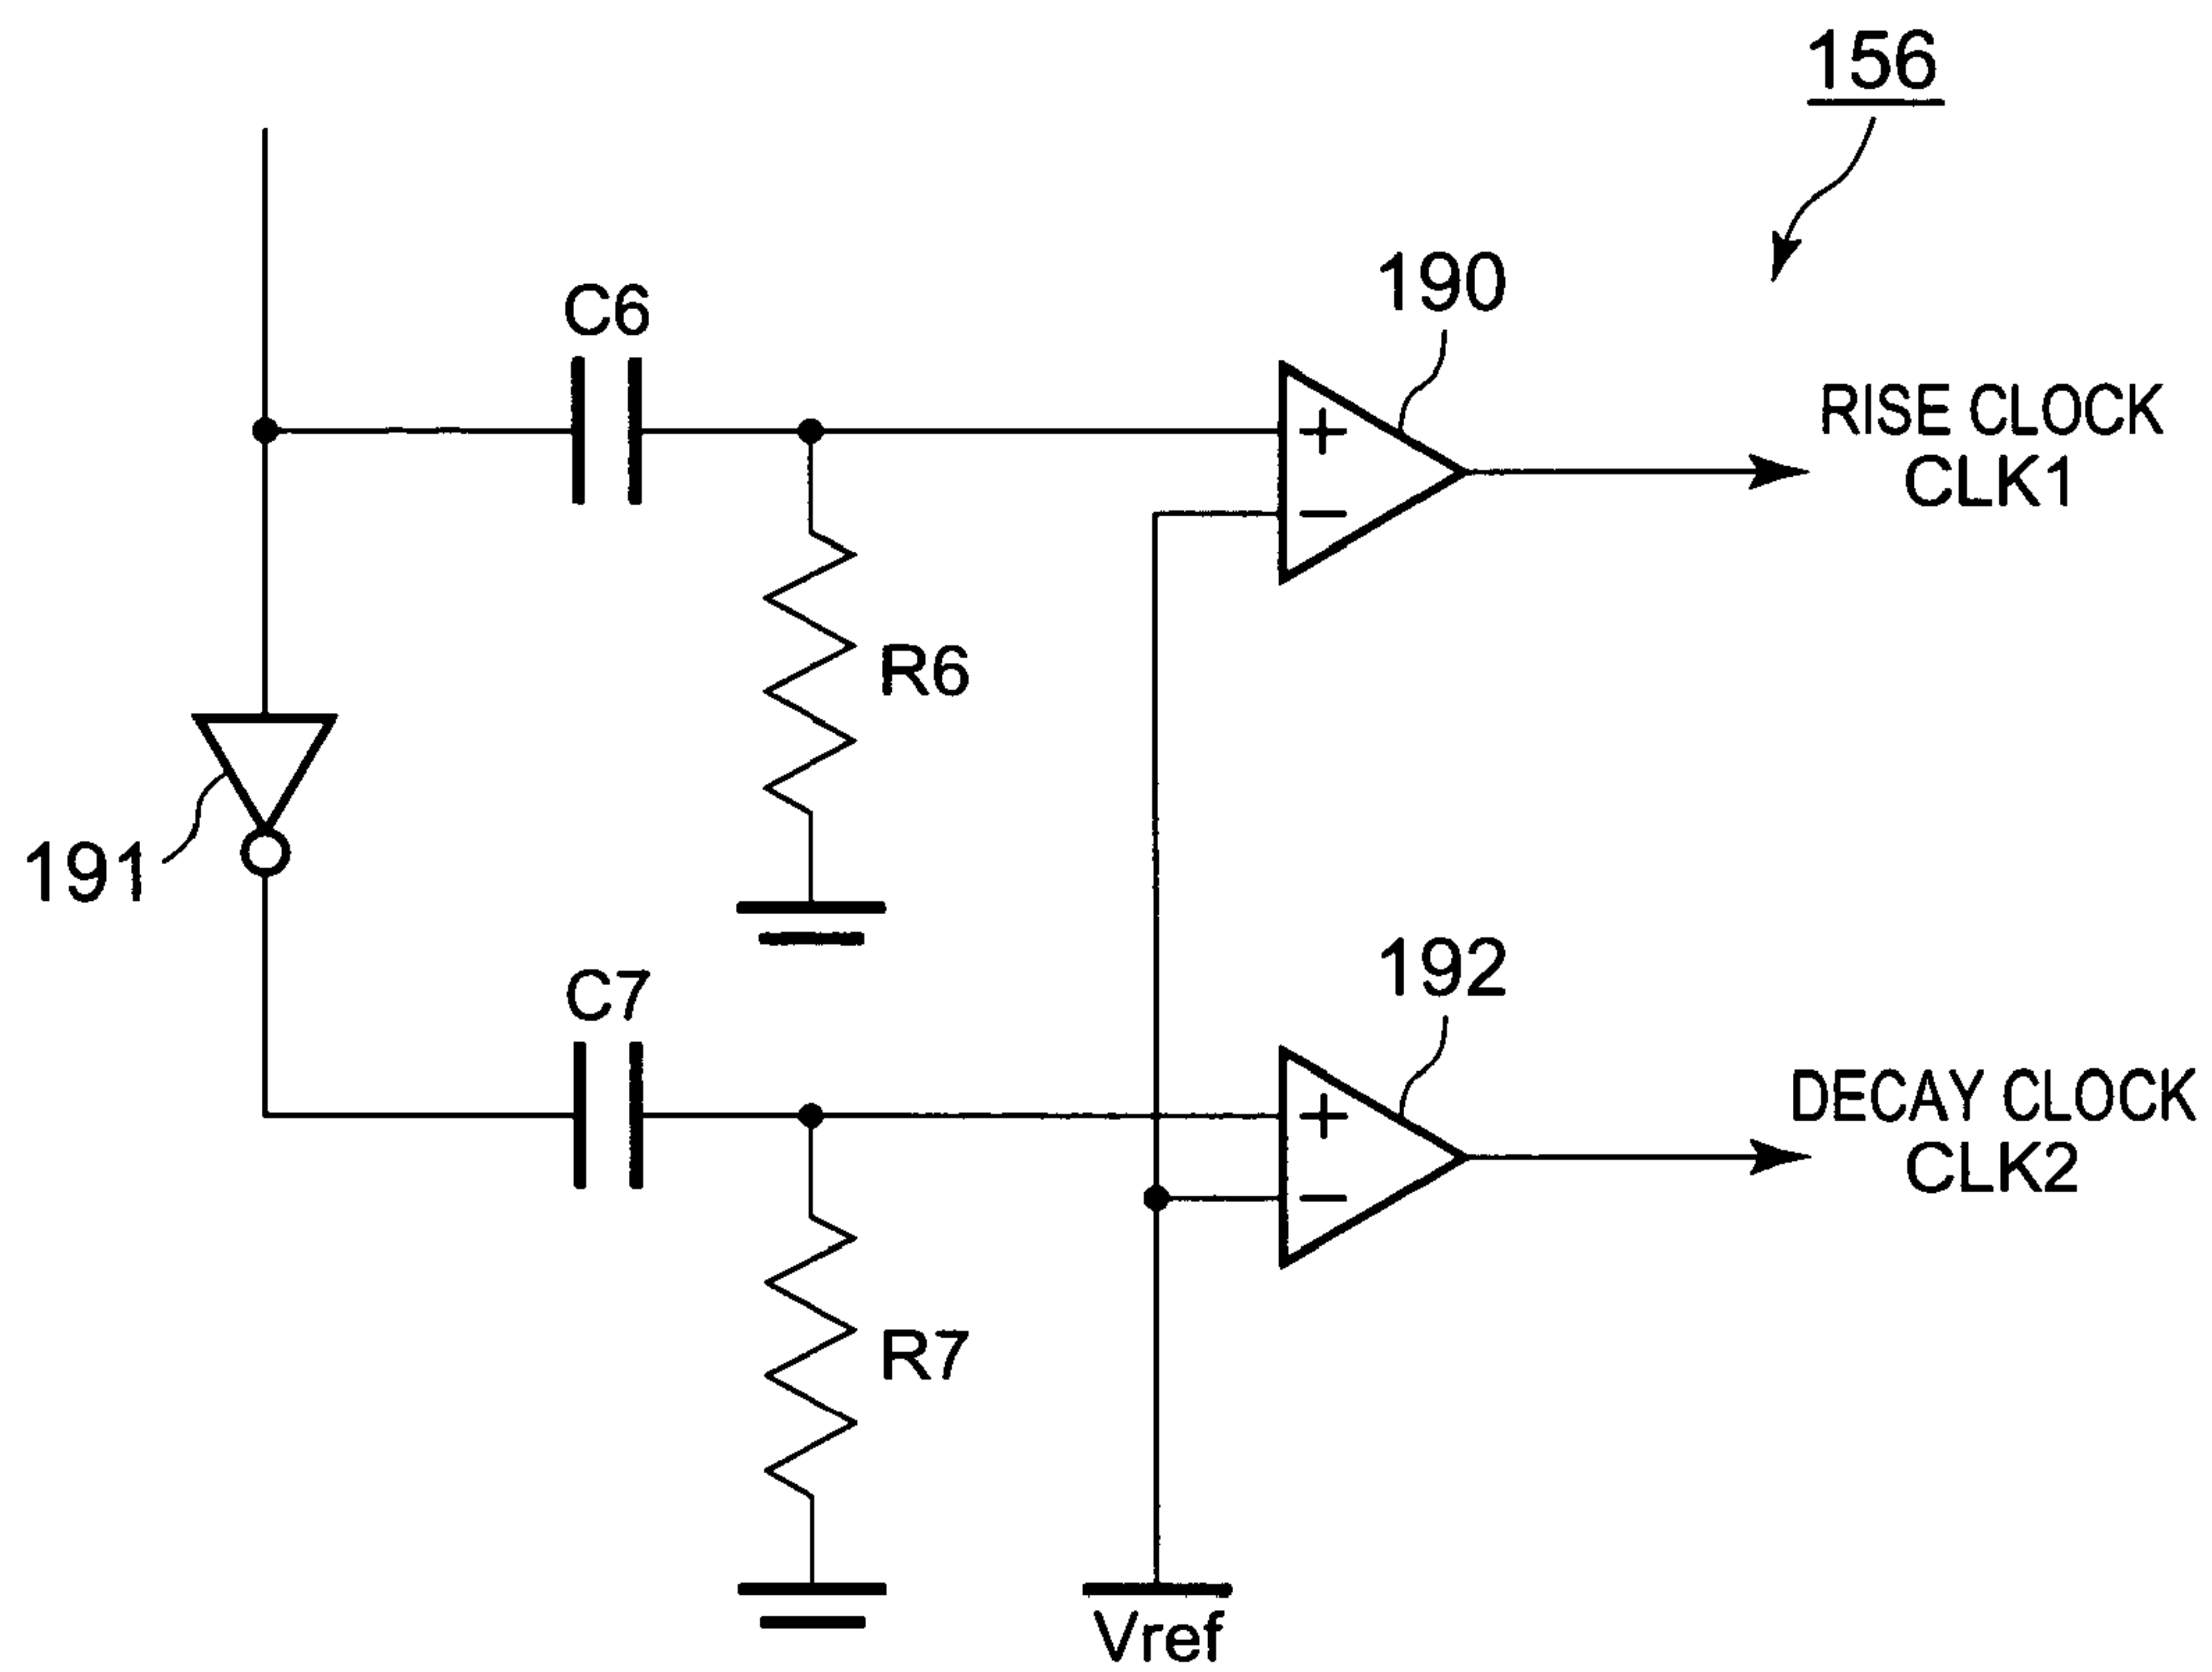 156
190
C6
RISE CLOCK
CLK1
+
−
R6
191
192
C7
DECAY CLOCK
CLK2
+
−
R7
Vref